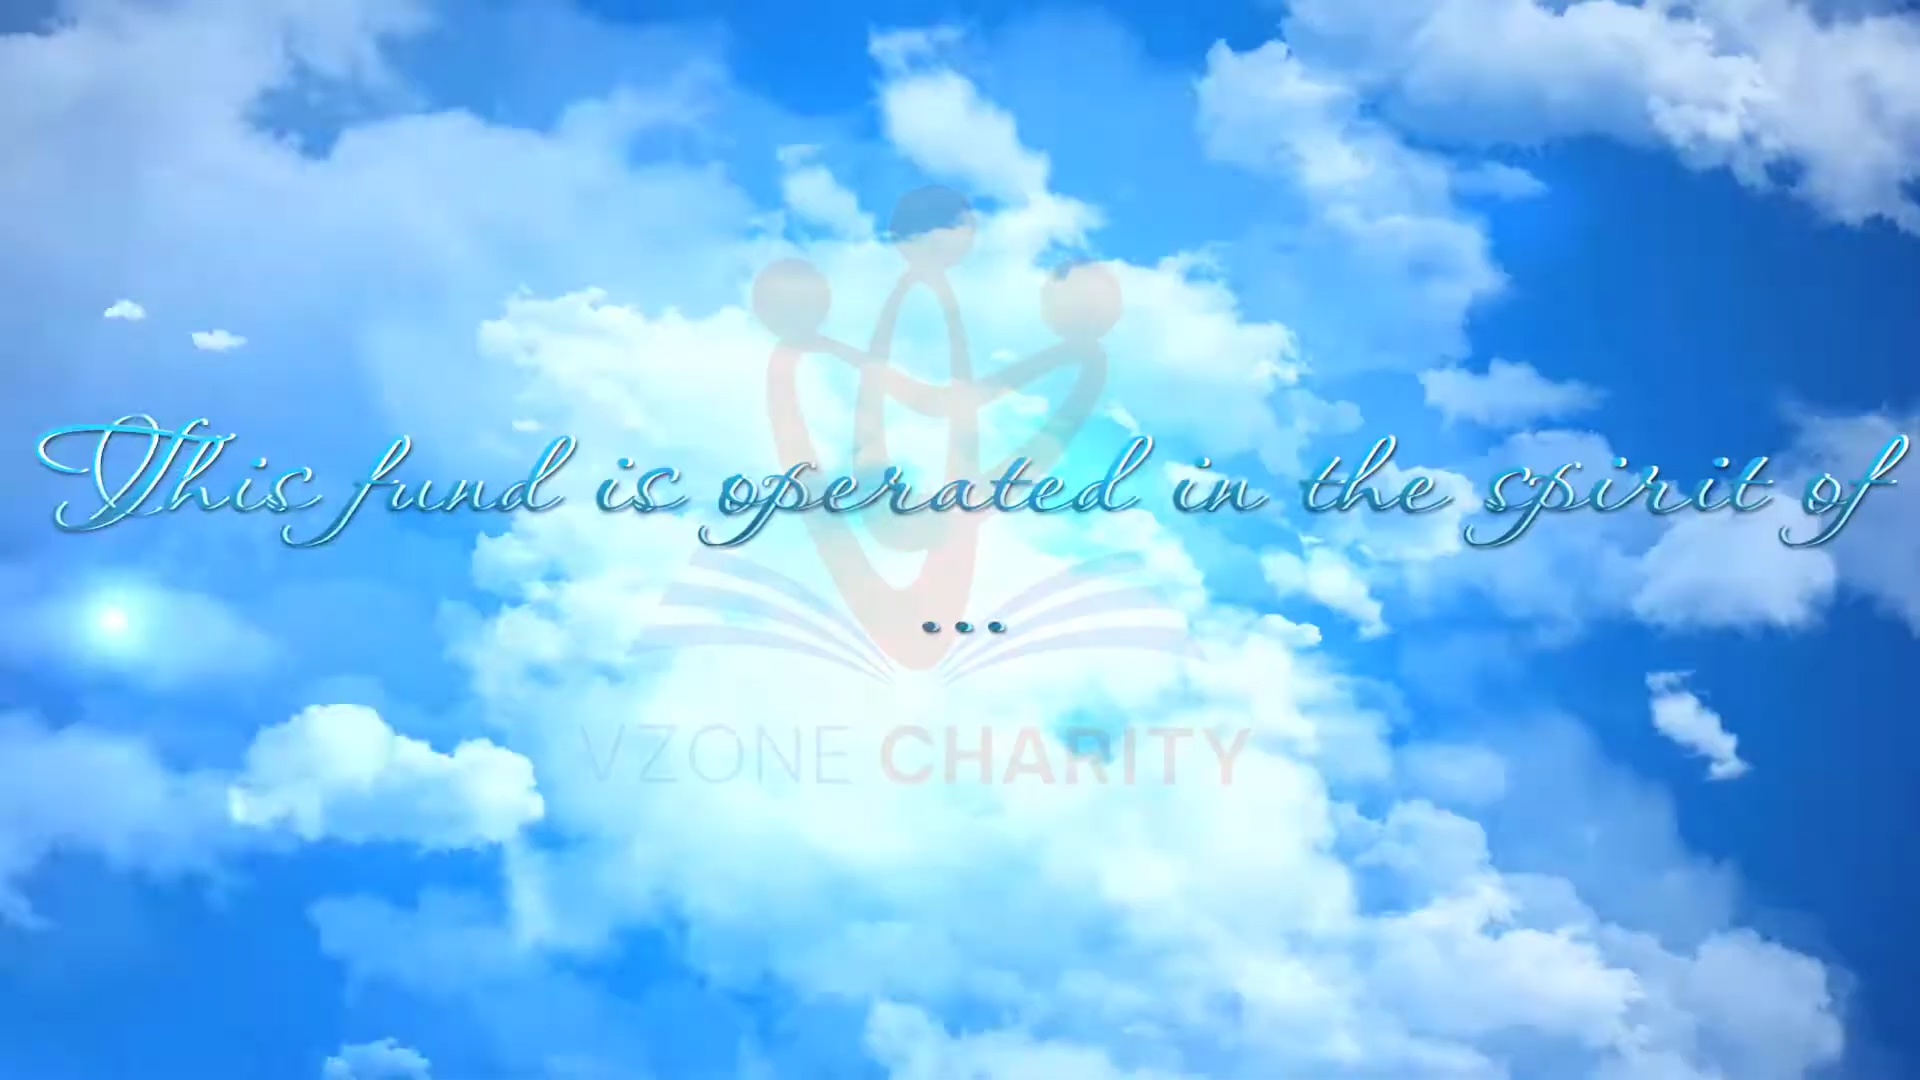 This fund is operated in the spirit of
...
VZONE CHARITY